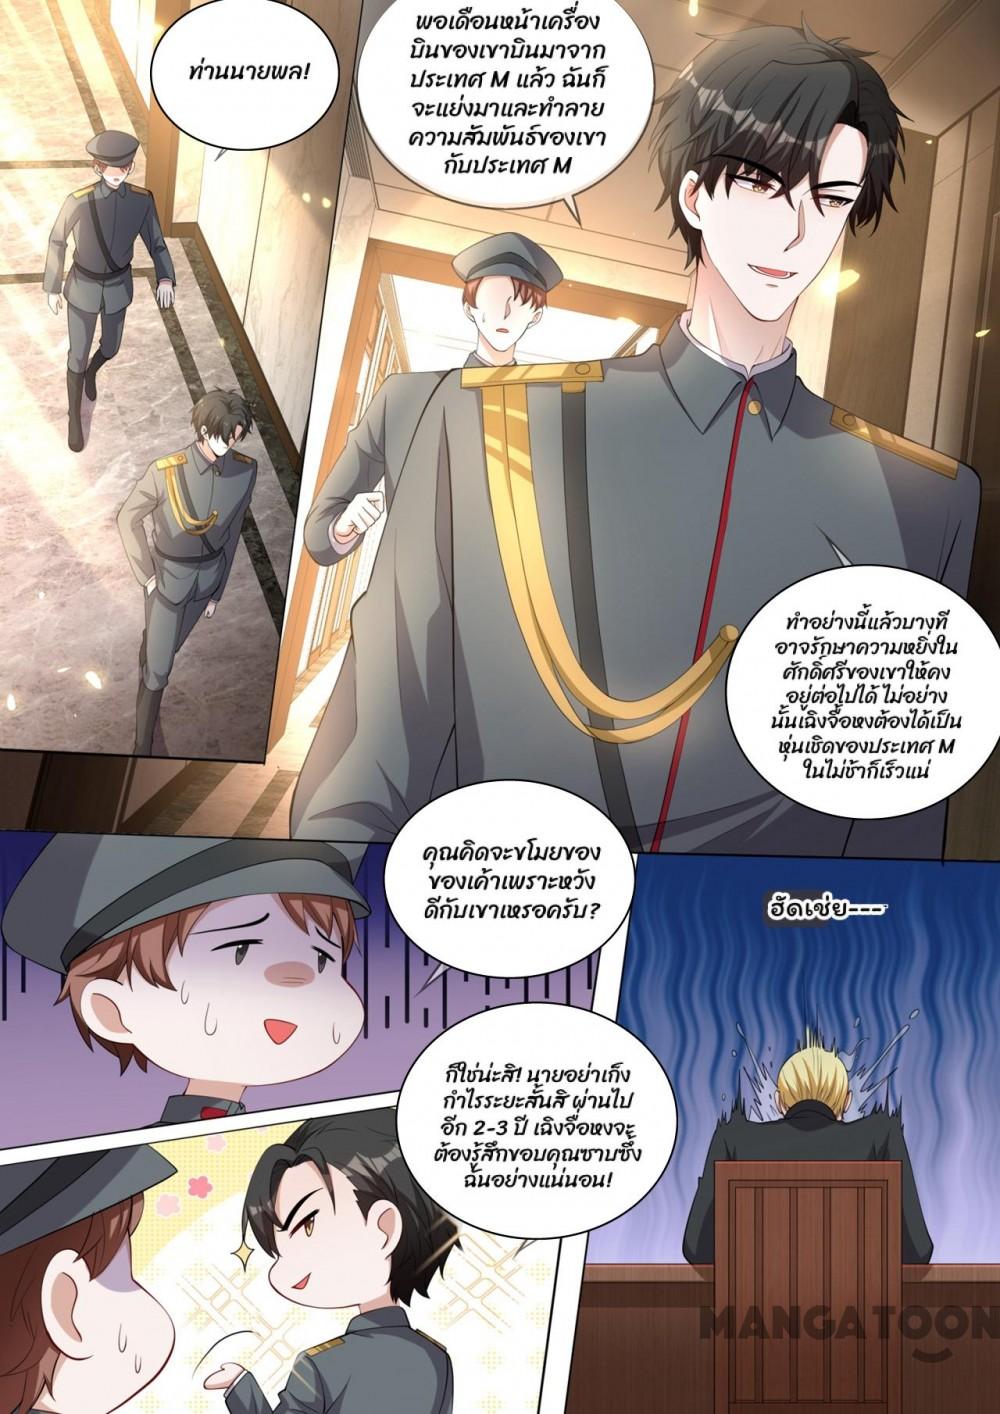 ท่านนายพล!
พอเดือนหน้าเครื่อง
บินของเขาบินมาจาก
ประเทศ M แล้ว ฉันก็
จะแย่งมาและทำลาย
ความสัมพันธ์ของเขา
กับประเทศ M
ทำอย่างนี้แล้วบางที
อาจรักษาความหยิ่งใน
ศักดิ์ศรีของเขาให้คง
อยู่ต่อไปได้ ไม่อย่าง
นั้นเฉิงจื้อหงต้องได้เป็น
หุ่นเชิดของประเทศ M
ในไม่ช้าก็เร็วแน่
คุณคิดจะขโมยของ
ของเค้าเพราะหวัง
ดีกับเขาเหรอครับ?
ฮัดเช่ย----
ก็ใช่น่ะสิ! นายอย่าเก็ง
กำไรระยะสั้นสิ ผ่านไป
อีก 2-3 ปี เฉิงจื้อหงจะ
ต้องรู้สึกขอบคุณซาบซึ้ง
ฉันอย่างแน่นอน!
MANGATOON